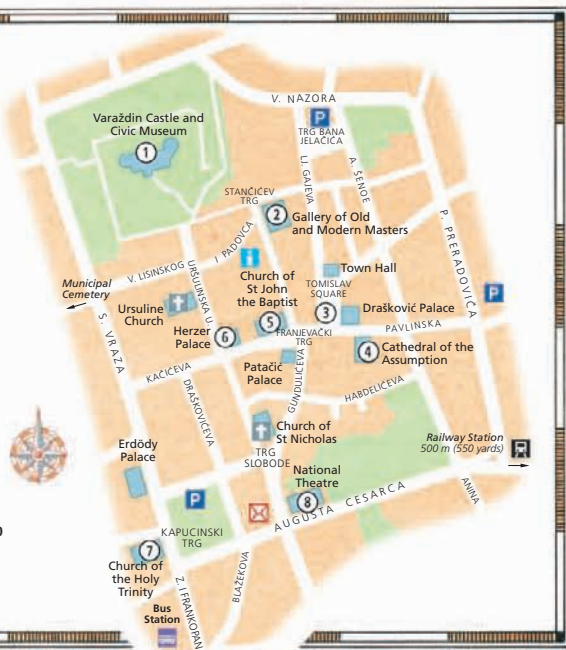 V. NAZORA
P
TRG BANA
JELAČIĆA
Varaždin Castle and
Civic Museum
1
LJ. GAJEVA
A. ŠENOE
STANČIĆEV
TRG
2
Gallery of Old
and Modern Masters
P. PRERADOVIĆA
I PADOVCA
i
V. LISINSKOG
URŠULINSKA U
Town Hall
Church of
St John
the Baptist
5
Municipal
Cemetery
TOMISLAV
SQUARE
3
P
Ursuline
Church
Drašković Palace
S. VRAZA
Herzer
Palace
6
FRANJEVAČKI
TRG
PAVLINSKA
4
Cathedral of the
Assumption
Patačić
Palace
KAČIĆEVA
DRAŠKOVIĆEVA
GUNDULIĆEVA
HABDELIĆEVA
Church of
St Nicholas
Erdödy
Palace
TRG
SLOBODE
Railway Station
500 m (550 yards)
National
Theatre
8
P
AUGUSTA CESARCA
ANINA
KAPUCINSKI
TRG
7
Church of
the Holy
Trinity
Z. I FRANKOPAN
BLAŽEKOVA
Bus
Station